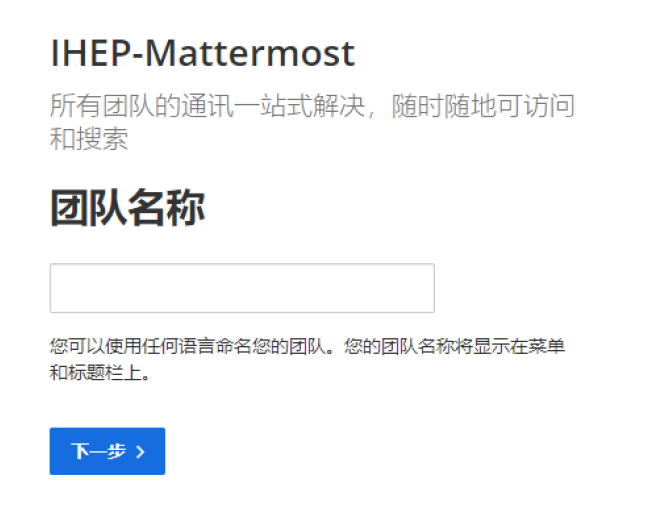 IHEP-Mattermost
所有团队的通讯一站式解决，随时随地可访问
和搜索
团队名称
您可以使用任何语言命名您的团队。您的团队名称将显示在菜单
和标题栏上。
下一步